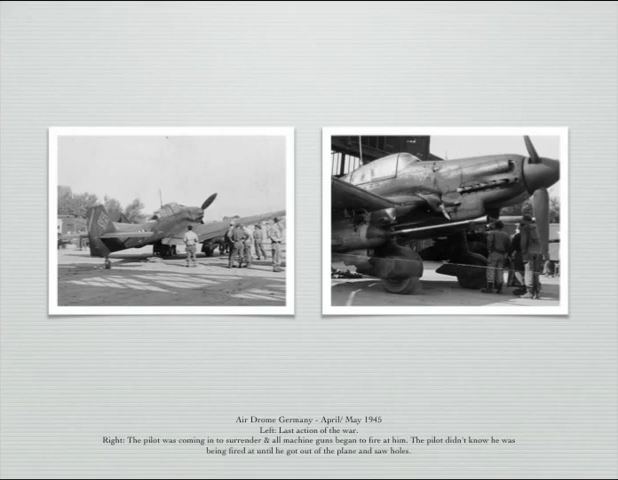 Air Drome Germany - April/ May 1945
Left: Last action of the war.
Right: The pilot was coming in to surrender & all machine guns began to fire at him. The pilot didn't know he was
being fired at until he got out of the plane and saw holes.